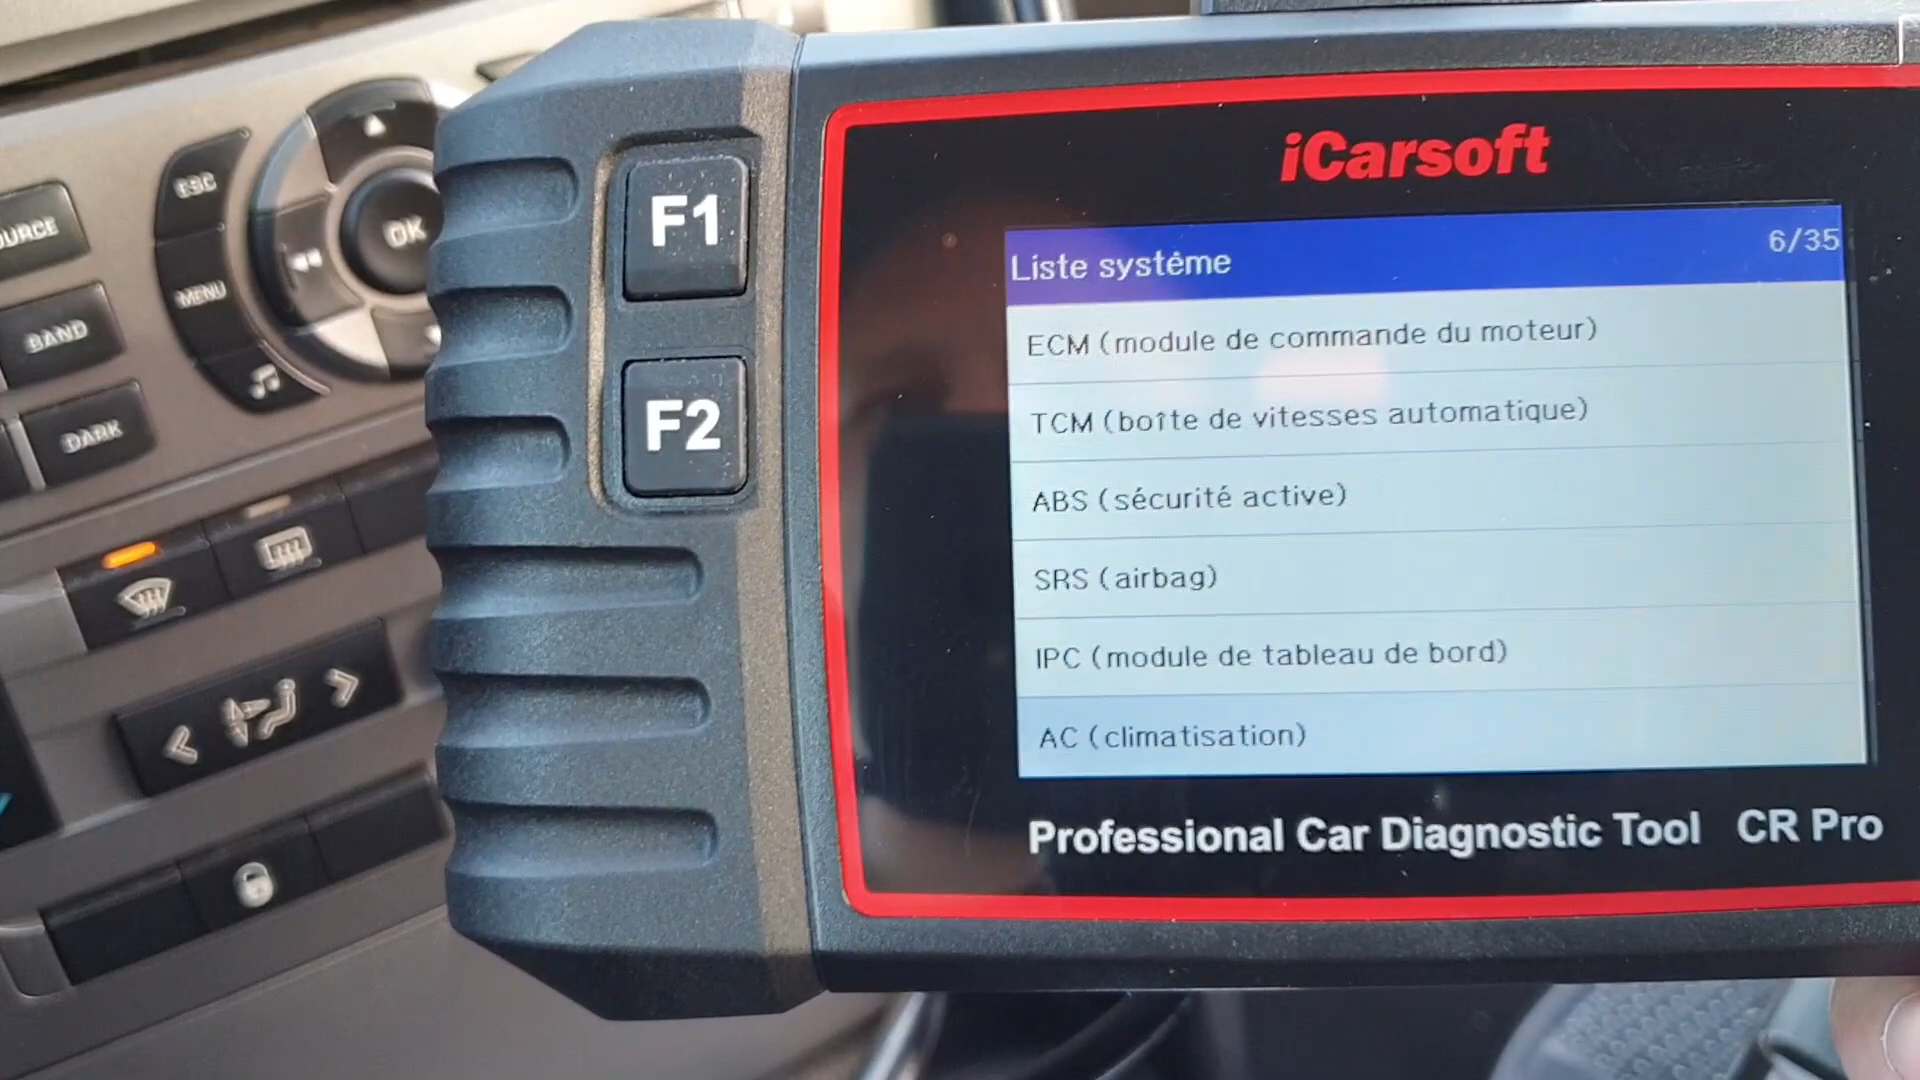 ESC
OK
MENU
BAND
DARK
F1
F2
iCarsoft
Liste système
6/35
ECM (module de commande du moteur)
TCM (boîte de vitesses automatique)
ABS (sécurité active)
SRS (airbag)
IPC (module de tableau de bord)
AC (climatisation)
Professional Car Diagnostic Tool CR Pro